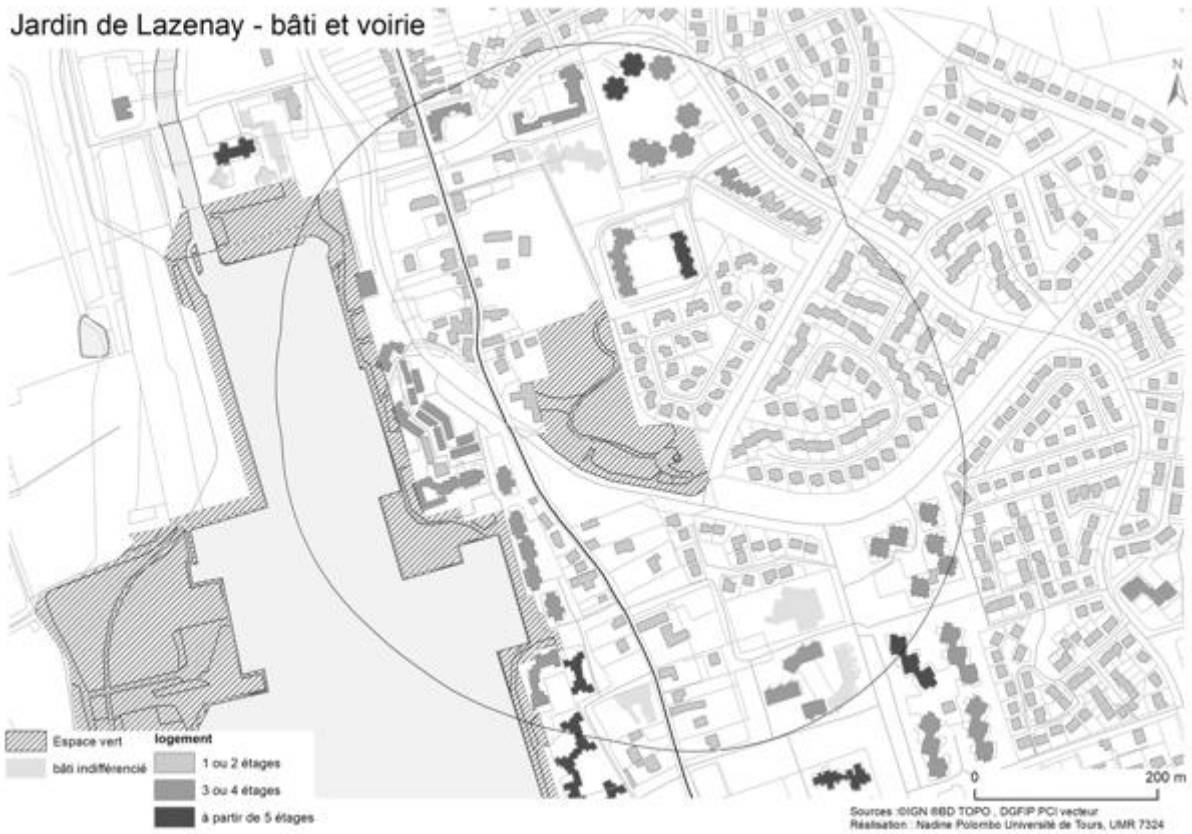 Jardin de Lazenay - bâti et voirie
N
Espace vert
bâti indifférencié
logement
1 ou 2 étages
3 ou 4 étages
à partir de 5 étages
0 200 m
Sources :©IGN ®BD TOPO , DGFIP PCI vecteur
Réalisation : Nadine Polombo Université de Tours, UMR 7324